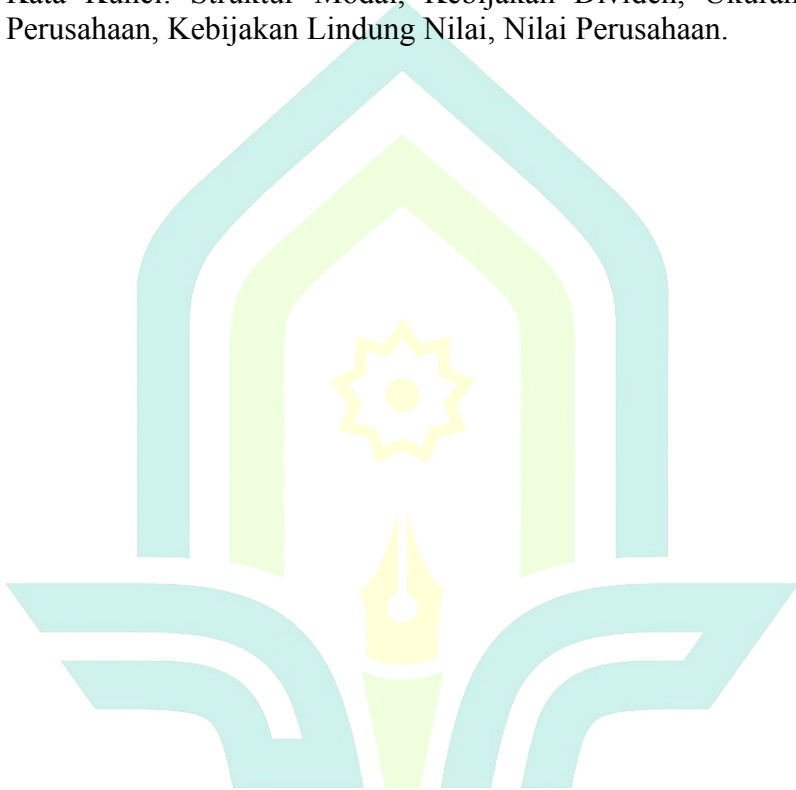 Kata Kunci: Struktur Modal, Kebijakan Dividen, Ukuran
Perusahaan, Kebijakan Lindung Nilai, Nilai Perusahaan.